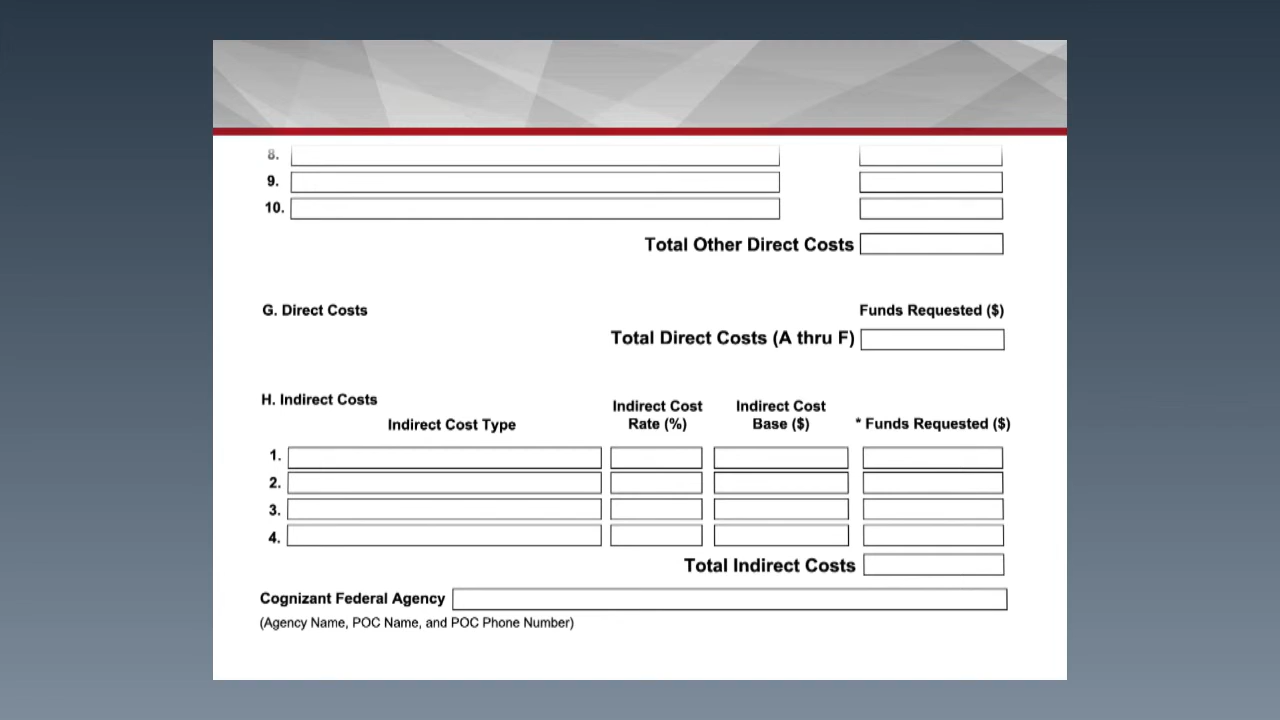 8.
9.
10.
Total Other Direct Costs
G. Direct Costs
Funds Requested ($)
Total Direct Costs (A thru F)
H. Indirect Costs
Indirect Cost Type
Indirect Cost Rate (%)
Indirect Cost Base ($)
* Funds Requested ($)
1.
2.
3.
4.
Total Indirect Costs
Cognizant Federal Agency
(Agency Name, POC Name, and POC Phone Number)